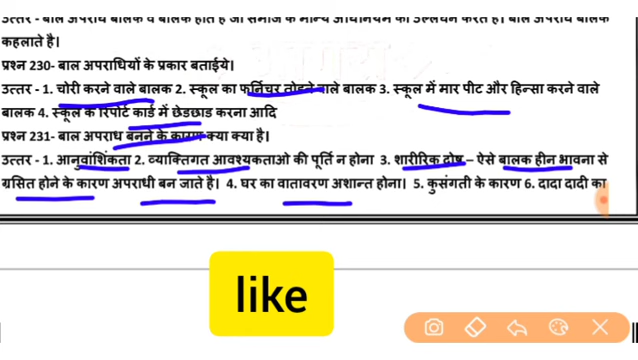 उत्तर - बाल अपराध बालक व बालक होते है जो समाज के मान्य अधिनियम का उल्लंघन करते है। बाल अपराध बालक
कहलाते है।
प्रश्न 230- बाल अपराधियों के प्रकार बताईये।
उत्तर - 1. चोरी करने वाले बालक 2. स्कूल का फर्निचर तोड़ने वाले बालक 3. स्कूल में मार पीट और हिन्सा करने वाले
बालक 4. स्कूल के रिपोर्ट कार्ड में छेडछाड करना आदि
प्रश्न 231- बाल अपराध बनने के कारण क्या क्या है।
उत्तर - 1. आनुवांशिकता 2. व्याक्तिगत आवश्यकताओ की पूर्ति न होना 3. शारीरिक दोष – ऐसे बालक हीन भावना से
ग्रसित होने के कारण अपराधी बन जाते है। 4. घर का वातावरण अशान्त होना। 5. कुसंगती के कारण 6. दादा दादी का
like